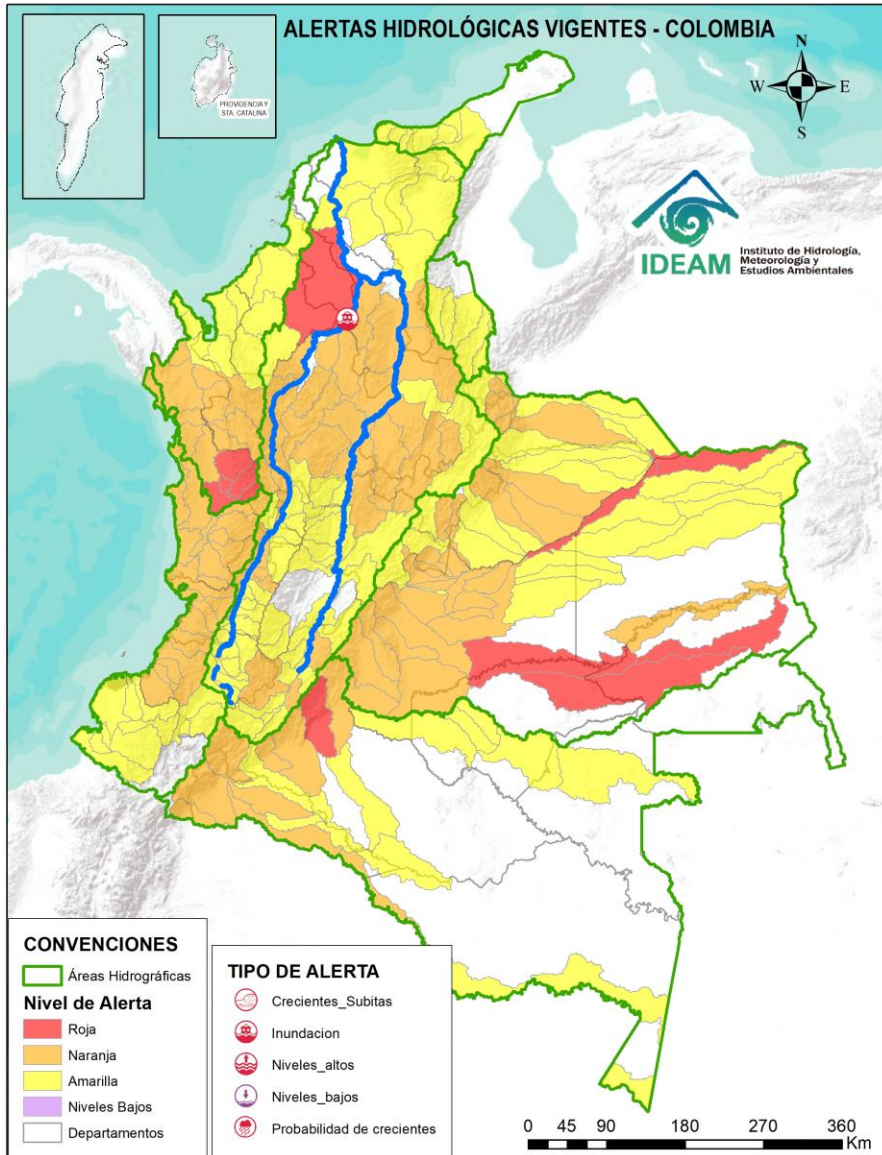 ALERTAS HIDROLÓGICAS VIGENTES - COLOMBIA
PROVIDENCIA Y
STA. CATALINA
N
W
E
S
IDEAM
Instituto de Hidrología,
Meteorología y
Estudios Ambientales
CONVENCIONES
Áreas Hidrográficas
Nivel de Alerta
Roja
Naranja
Amarilla
Niveles Bajos
Departamentos
TIPO DE ALERTA
Crecientes_Subitas
Inundacion
Niveles_altos
Niveles_bajos
Probabilidad de crecientes
0 45 90 180 270 360
Km